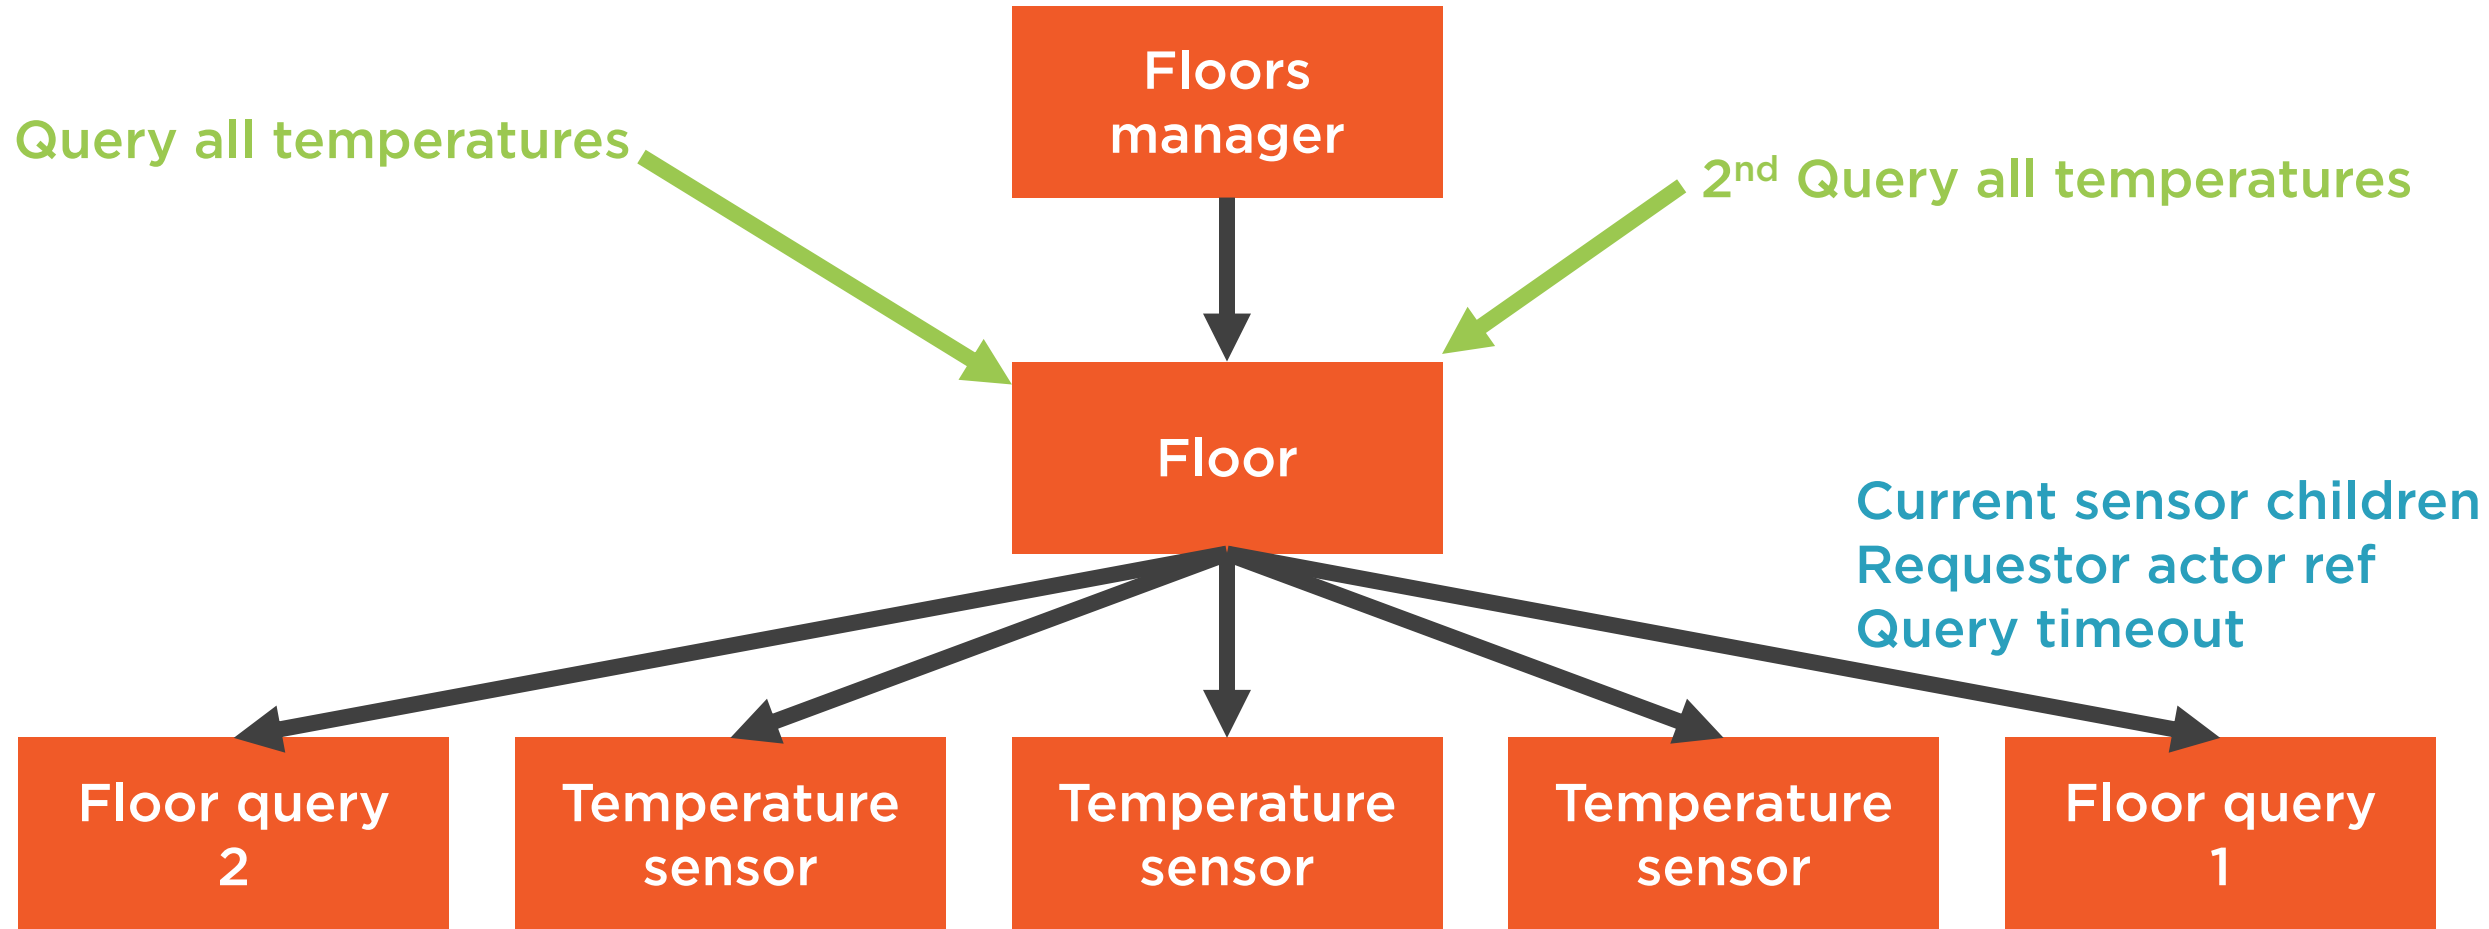 Floors
manager
Query all temperatures
2nd Query all temperatures
Floor
Current sensor children
Requestor actor ref
Query timeout
Floor query
2
Temperature
sensor
Temperature
sensor
Temperature
sensor
Floor query
1